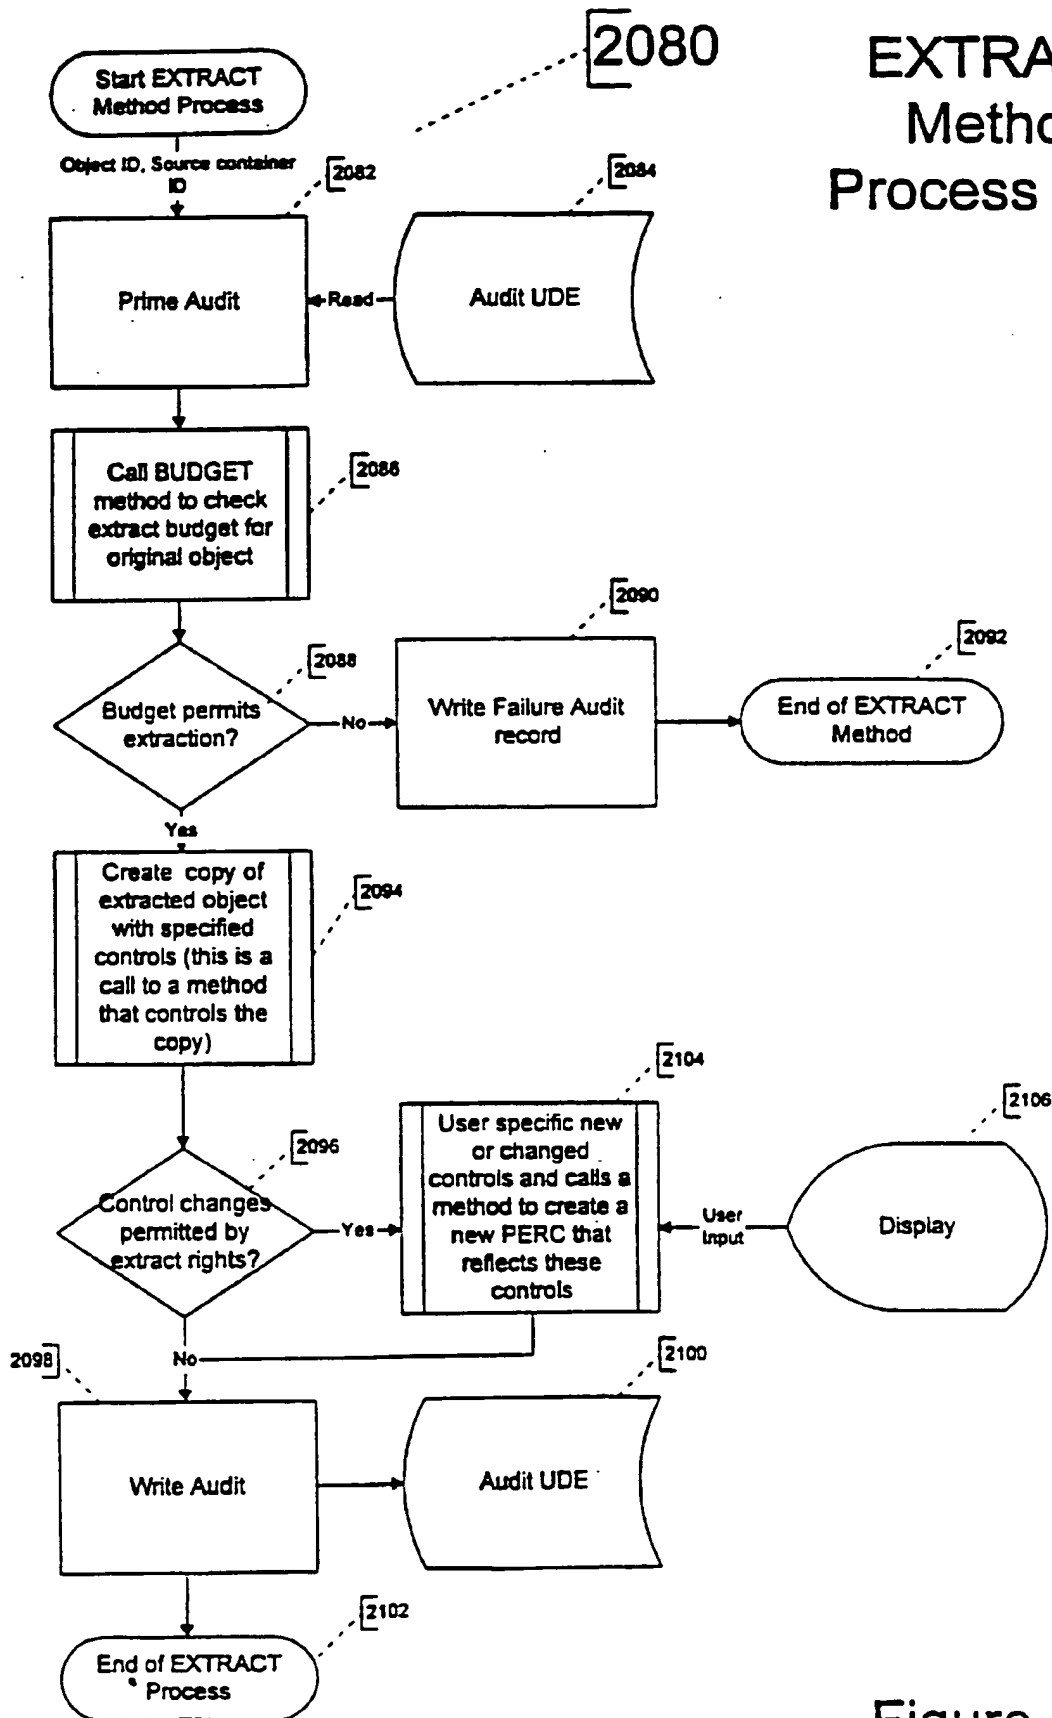 2080
EXTRA
Metho
Process
Start EXTRACT
Method Process
Object ID, Source container
ID
2082
2084
Prime Audit
Read
Audit UDE
Call BUDGET
method to check
extract budget for
original object
2086
2090
2092
2088
Budget permits
extraction?
No
Write Failure Audit
record
End of EXTRACT
Method
Yes
Create copy of
extracted object
with specified
controls (this is a
call to a method
that controls the
copy)
2094
2104
2106
2096
User specific new
or changed
controls and calls a
method to create a
new PERC that
reflects these
controls
Control changes
permitted by
extract rights?
Yes
User
Input
Display
2098
No
2100
Write Audit
Audit UDE
2102
End of EXTRACT
Process
Figure